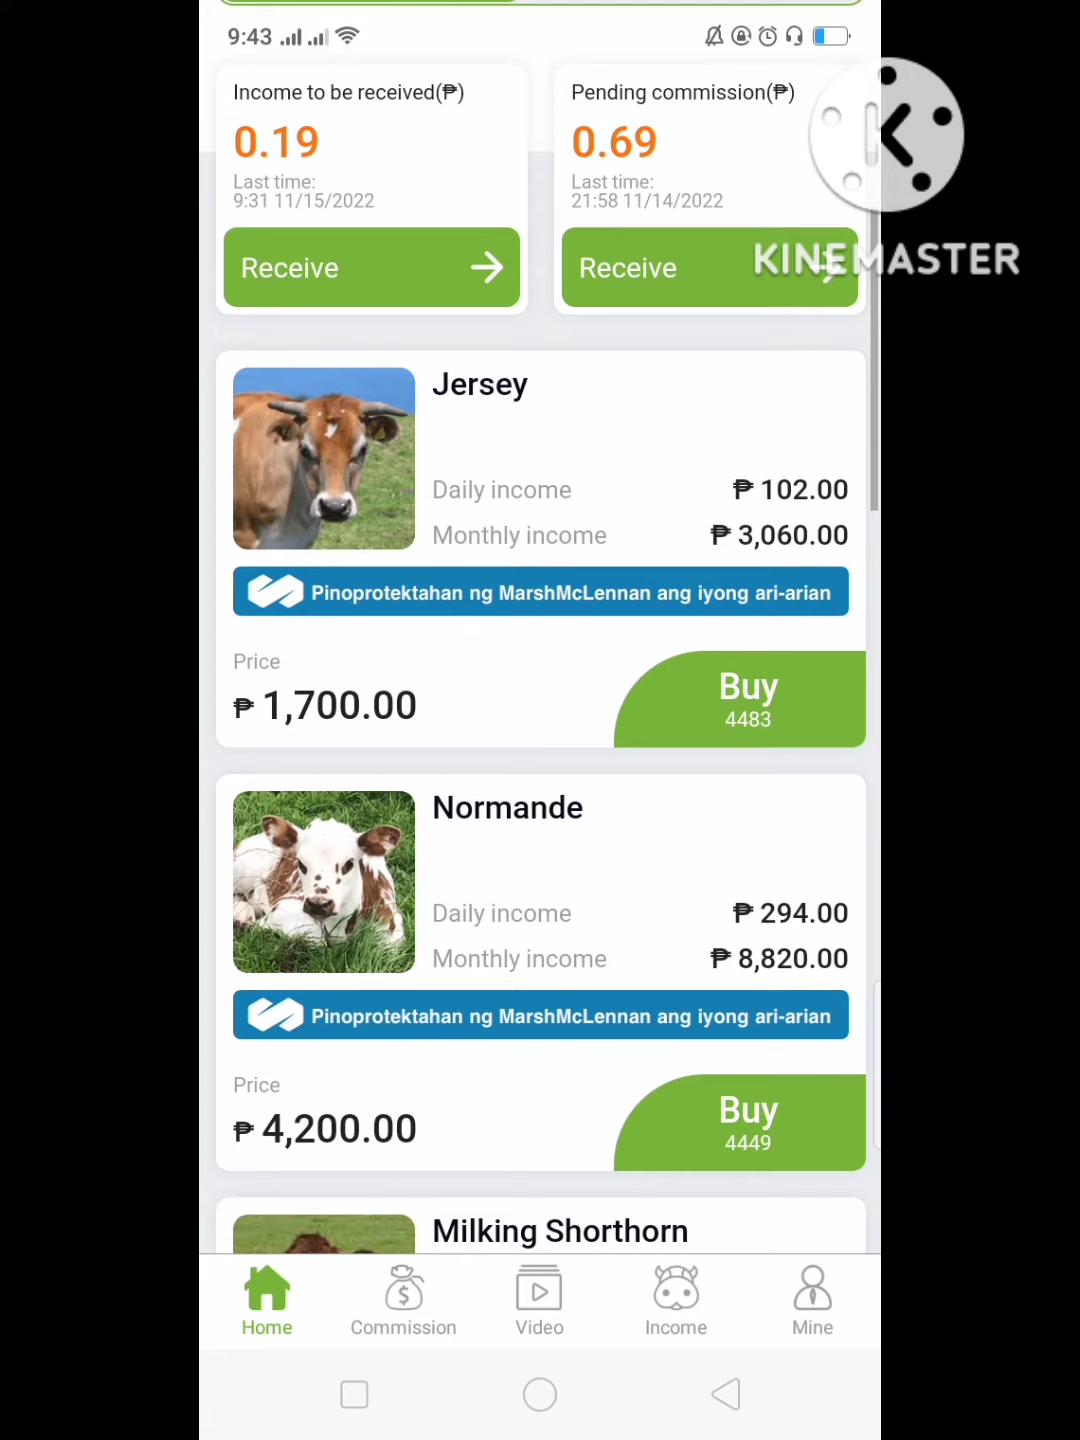 9:43
Income to be received(₱)
0.19
Last time:
9:31 11/15/2022
Receive
Pending commission(₱)
0.69
Last time:
21:58 11/14/2022
Receive
KINEMASTER
Jersey
Daily income ₱ 102.00
Monthly income ₱ 3,060.00
Pinoprotektahan ng MarshMcLennan ang iyong ari-arian
Price
₱ 1,700.00
Buy
4483
Normande
Daily income ₱ 294.00
Monthly income ₱ 8,820.00
Pinoprotektahan ng MarshMcLennan ang iyong ari-arian
Price
₱ 4,200.00
Buy
4449
Milking Shorthorn
Home Commission Video Income Mine